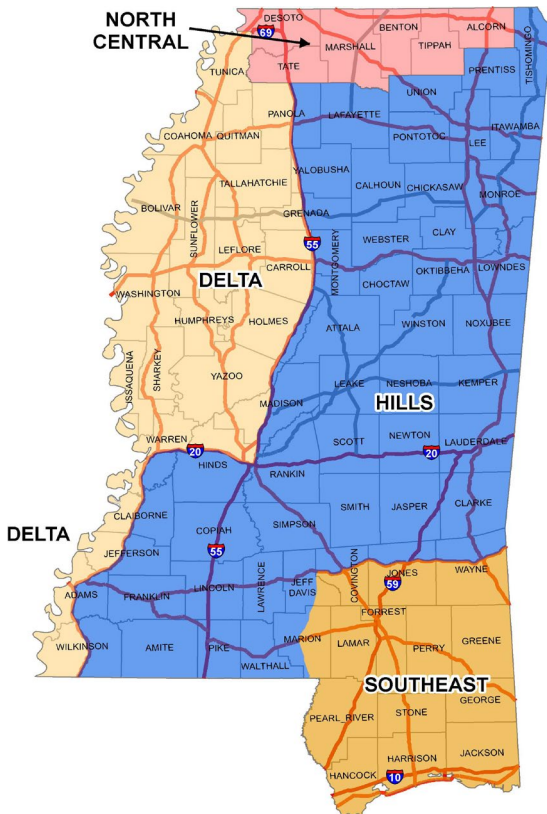 NORTH
CENTRAL
DESOTO
69
BENTON
ALCORN
MARSHALL
TIPPAH
TISHOMINGO
TATE
TUNICA
PRENTISS
UNION
PANOLA
LAFAYETTE
ITAWAMBA
COAHOMA
QUITMAN
PONTOTOC
LEE
YALOBUSHA
TALLAHATCHIE
CALHOUN
CHICKASAW
MONROE
BOLIVAR
SUNFLOWER
GRENADA
CLAY
WEBSTER
55
LEFLORE
CARROLL
MONTGOMERY
OKTIBBEHA
LOWNDES
DELTA
CHOCTAW
WASHINGTON
HUMPHREYS
HOLMES
ATTALA
WINSTON
NOXUBEE
ISSAQUENA
SHARKEY
YAZOO
LEAKE
NESHOBA
KEMPER
MADISON
HILLS
WARREN
20
SCOTT
NEWTON
20
LAUDERDALE
HINDS
RANKIN
CLAIBORNE
SMITH
JASPER
CLARKE
DELTA
COPIAH
SIMPSON
JEFFERSON
55
COVINGTON
JONES
WAYNE
59
ADAMS
FRANKLIN
LINCOLN
LAWRENCE
JEFF
DAVIS
FORREST
WILKINSON
AMITE
PIKE
MARION
LAMAR
PERRY
GREENE
WALTHALL
SOUTHEAST
GEORGE
PEARL_RIVER
STONE
HARRISON
JACKSON
HANCOCK
10